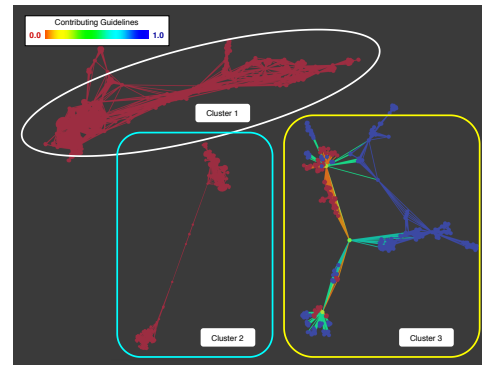 Contributing Guidelines
0.0 1.0
Cluster 1
Cluster 2
Cluster 3